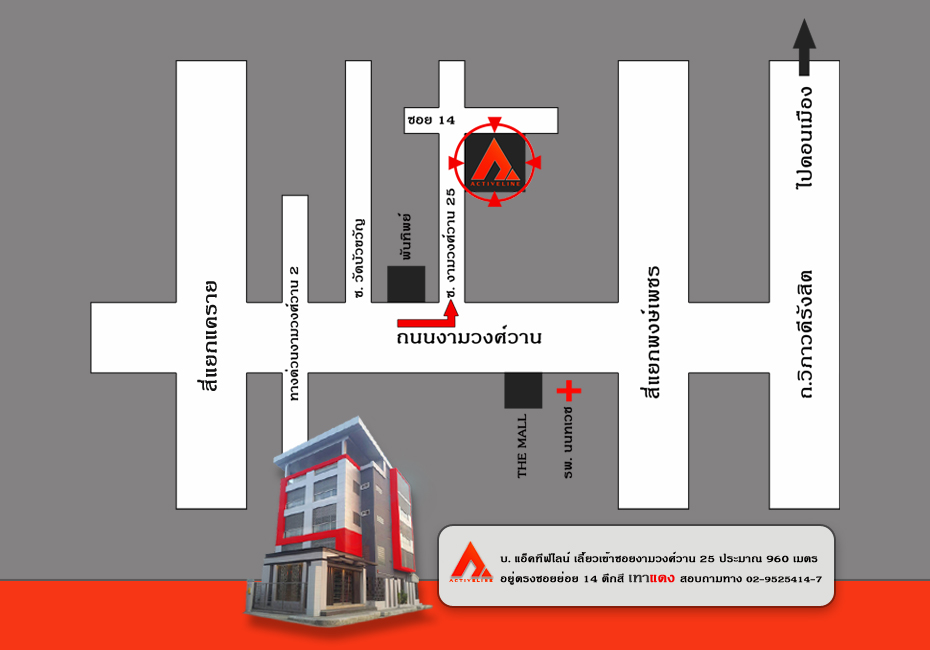 ไปดอนเมือง
ซอย 14
ACTIVELINE
ซ. งามวงศ์วาน 25
พันทิพย์
ซ. วัดบัวขวัญ
ทางด่วนงามวงศ์วาน 2
สี่แยกแคราย
ถนนงามวงศ์วาน
สี่แยกพงษ์เพชร
ถ.วิภาวดีรังสิต
THE MALL
รพ. นนทเวช
ACTIVELINE
บ. แอ็คทีฟไลน์ เลี้ยวเข้าซอยงามวงศ์วาน 25 ประมาณ 960 เมตร
อยู่ตรงซอยย่อย 14 ตึกสี เทาแดง สอบถามทาง 02-9525414-7